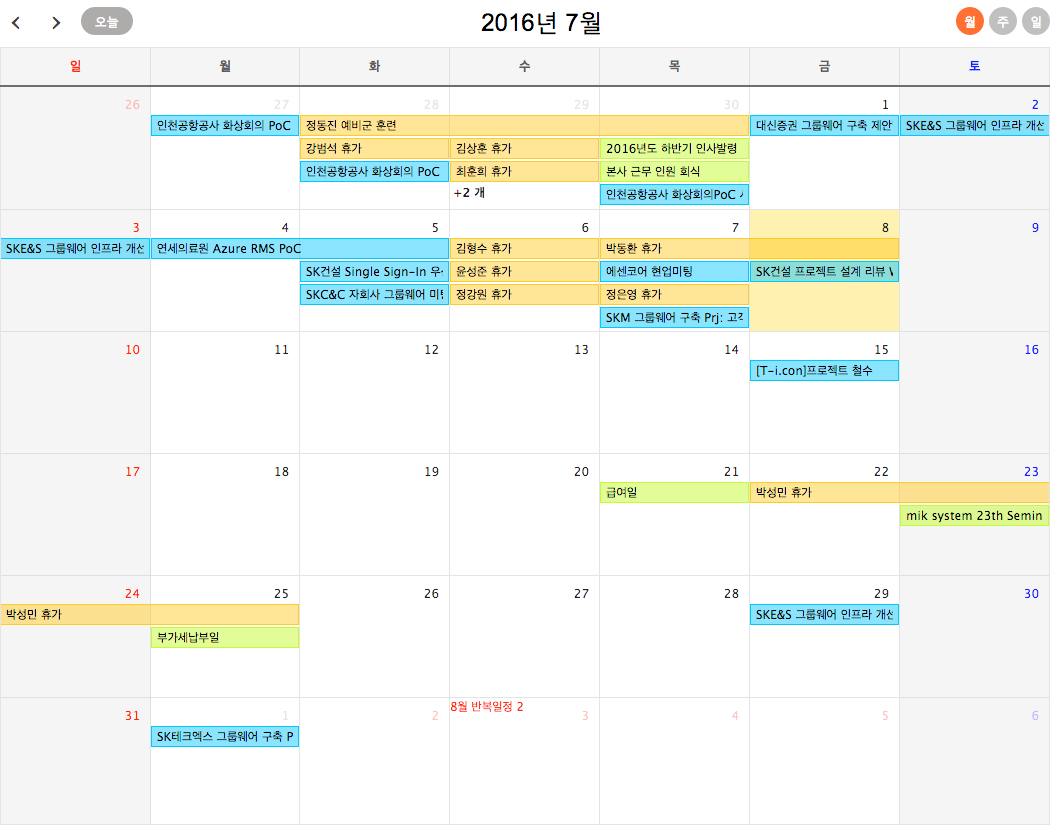 오늘
2016년 7월
월 주 일
일 월 화 수 목 금 토
26 27 28 29 30 1 2
인천공항공사 화상회의 PoC 정동진 예비군 훈련 대신증권 그룹웨어 구축 제안 SKE&S 그룹웨어 인프라 개선
강범석 휴가 김상훈 휴가 2016년도 하반기 인사발령
인천공항공사 화상회의 PoC 최훈희 휴가 본사 근무 인원 회식
+2 개 인천공항공사 화상회의PoC
3 4 5 6 7 8 9
SKE&S 그룹웨어 인프라 개선 연세의료원 Azure RMS PoC 김형수 휴가 박동환 휴가
SK건설 Single Sign-In 우 윤성준 휴가 에센코어 현업미팅 SK건설 프로젝트 설계 리뷰
SKC&C 자회사 그룹웨어 미팅 정강원 휴가 정은영 휴가
SKM 그룹웨어 구축 Prj: 고객
10 11 12 13 14 15 16
[T-i.con]프로젝트 철수
17 18 19 20 21 22 23
급여일 박성민 휴가
mik system 23th Semin
24 25 26 27 28 29 30
박성민 휴가 SKE&S 그룹웨어 인프라 개선
부가세납부일
8월 반복일정 2
31 1 2 3 4 5 6
SK테크엑스 그룹웨어 구축 P